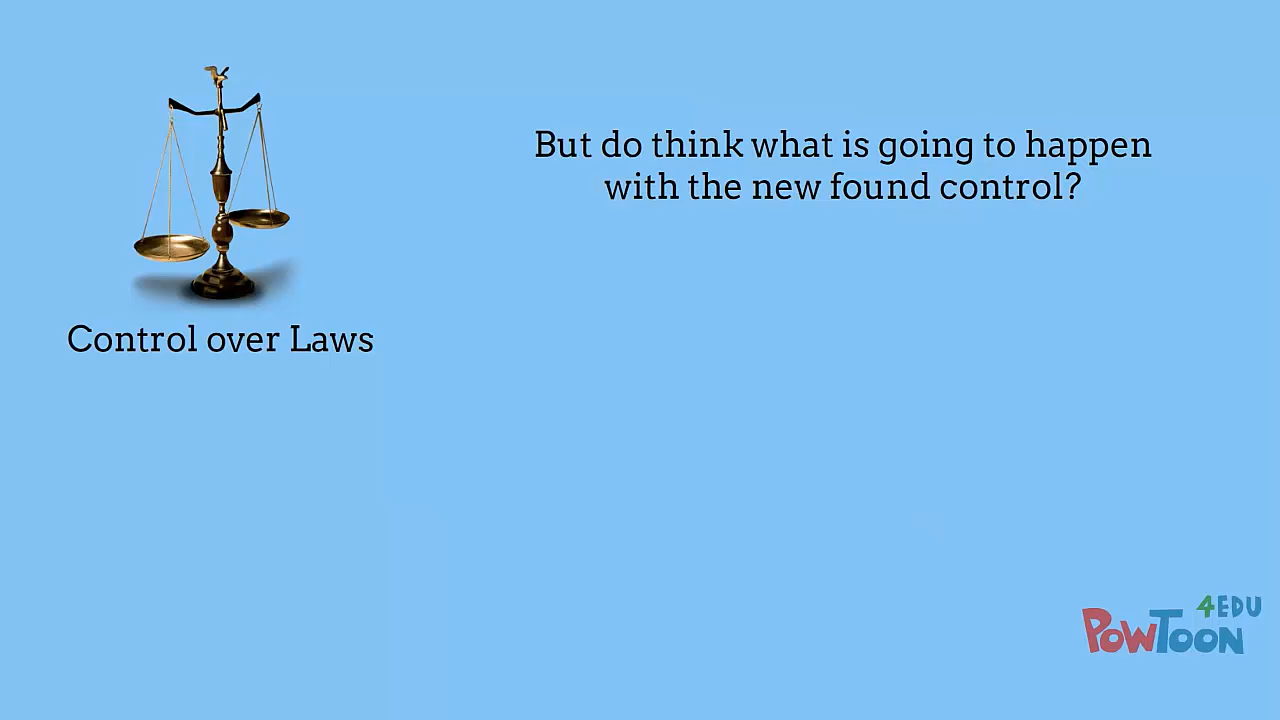 But do think what is going to happen
with the new found control?
Control over Laws
4EDU
PowToon